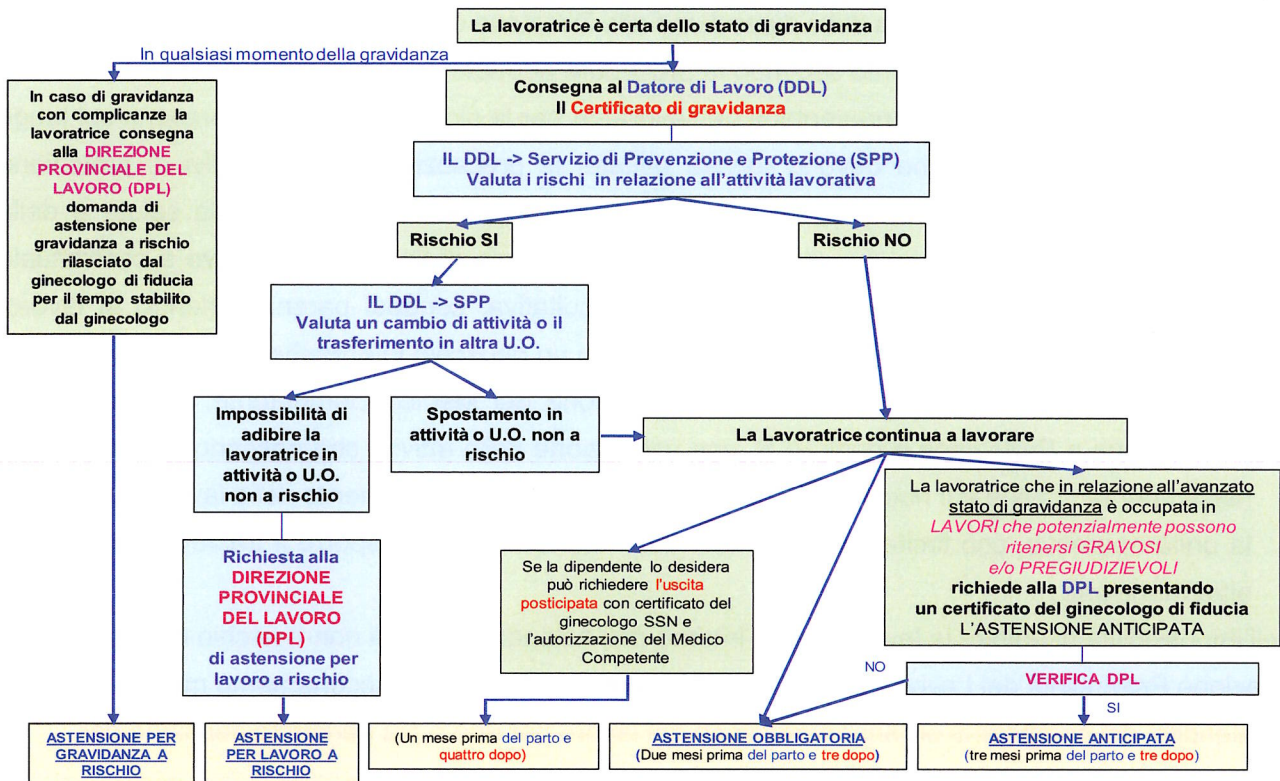 La lavoratrice è certa dello stato di gravidanza
In qualsiasi momento della gravidanza
In caso di gravidanza
con complicanze la
lavoratrice consegna
alla DIREZIONE
PROVINCIALE DEL
LAVORO (DPL)
domanda di
astensione per
gravidanza a rischio
rilasciato dal
ginecologo di fiducia
per il tempo stabilito
dal ginecologo
Consegna al Datore di Lavoro (DDL)
Il Certificato di gravidanza
IL DDL -> Servizio di Prevenzione e Protezione (SPP)
Valuta i rischi in relazione all'attività lavorativa
Rischio SI
Rischio NO
IL DDL -> SPP
Valuta un cambio di attività o il
trasferimento in altra U.O.
Impossibilità di
adibire la
lavoratrice in
attività o U.O.
non a rischio
Spostamento in
attività o U.O. non a
rischio
La Lavoratrice continua a lavorare
Richiesta alla
DIREZIONE
PROVINCIALE
DEL LAVORO
(DPL)
di astensione per
lavoro a rischio
Se la dipendente lo desidera
può richiedere l'uscita
posticipata con certificato del
ginecologo SSN e
l'autorizzazione del Medico
Competente
La lavoratrice che in relazione all'avanzato
stato di gravidanza è occupata in
LAVORI che potenzialmente possono
ritenersi GRAVOSI
e/o PREGIUDIZIEVOLI
richiede alla DPL presentando
un certificato del ginecologo di fiducia
L'ASTENSIONE ANTICIPATA
NO
VERIFICA DPL
SI
ASTENSIONE PER
GRAVIDANZA A
RISCHIO
ASTENSIONE
PER LAVORO A
RISCHIO
(Un mese prima del parto e
quattro dopo)
ASTENSIONE OBBLIGATORIA
(Due mesi prima del parto e tre dopo)
ASTENSIONE ANTICIPATA
(tre mesi prima del parto e tre dopo)